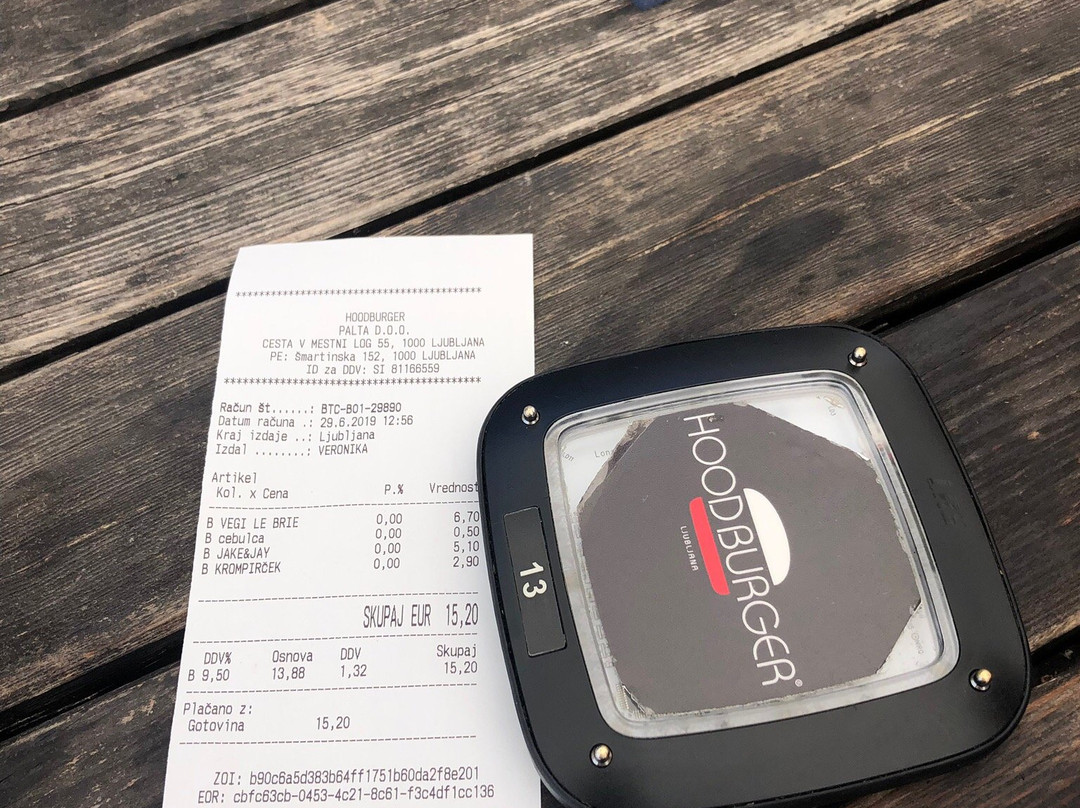 ********************************************
HOODBURGER
PALTA D.O.O.
CESTA V MESTNI LOG 55, 1000 LJUBLJANA
PE: Šmartinska 152, 1000 LJUBLJANA
ID za DDV: SI 81166559
********************************************
Račun št......: BTC-B01-29890
Datum računa .: 29.6.2019 12:56
Kraj izdaje ..: Ljubljana
Izdal ........: VERONIKA
Artikel
Kol. x Cena P.% Vrednost
B VEGI LE BRIE 0,00 6,70
B cebulca 0,00 0,50
B JAKE&JAY 0,00 5,10
B KROMPIRČEK 0,00 2,90
SKUPAJ EUR 15,20
DDV% Osnova DDV Skupaj
B 9,50 13,88 1,32 15,20
Plačano z:
Gotovina 15,20
ZOI: b90c6a5d383b64ff1751b60da2f8e201
EOR: cbfc63cb-0453-4c21-8c61-f3c4df1cc136
13
HOODBURGER®
LJUBLJANA